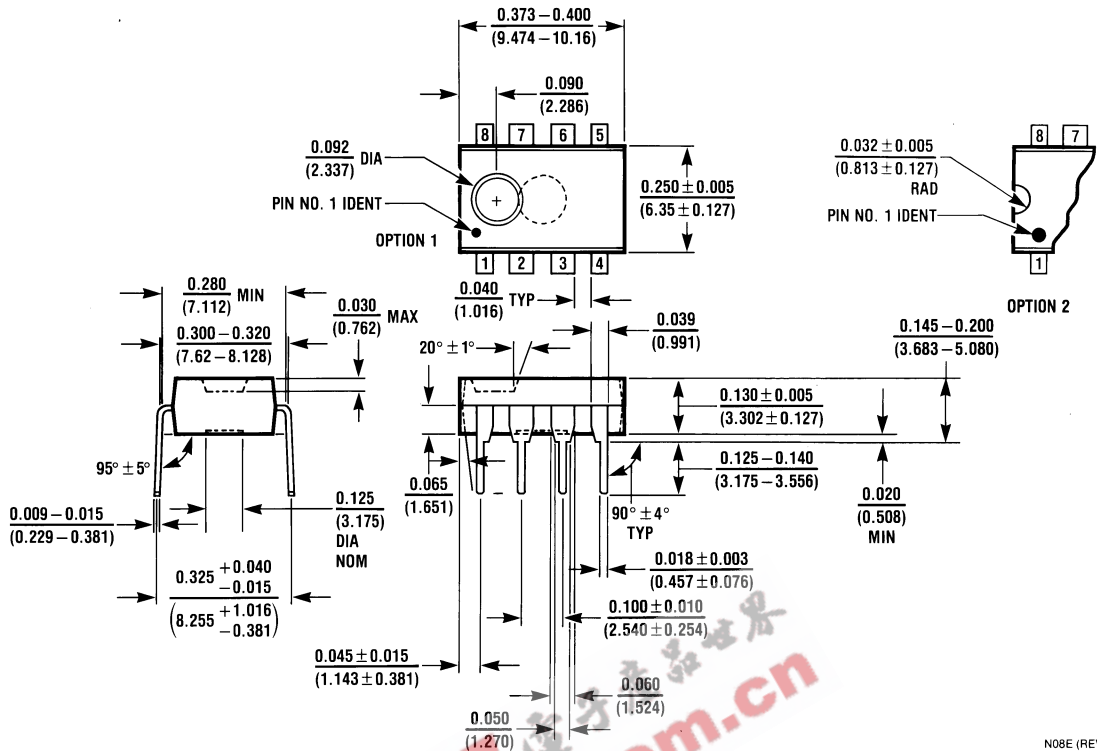 0.373 – 0.400
(9.474 – 10.16)
0.090
(2.286)
8 7 6 5
0.092 DIA
(2.337)
PIN NO. 1 IDENT
OPTION 1
1 2 3 4
0.250 ± 0.005
(6.35 ± 0.127)
0.032 ± 0.005
(0.813 ± 0.127)
RAD
PIN NO. 1 IDENT
8 7
1
OPTION 2
0.280 MIN
(7.112)
0.030 MAX
(0.762)
0.300 – 0.320
(7.62 – 8.128)
0.040 TYP
(1.016)
0.039
(0.991)
0.145 – 0.200
(3.683 – 5.080)
20° ± 1°
0.130 ± 0.005
(3.302 ± 0.127)
95° ± 5°
0.065
(1.651)
0.125 – 0.140
(3.175 – 3.556)
90° ± 4°
TYP
0.020
(0.508)
MIN
0.009 – 0.015
(0.229 – 0.381)
0.125
(3.175)
DIA
NOM
0.018 ± 0.003
(0.457 ± 0.076)
0.325 +0.040
–0.015
(8.255 +1.016
–0.381)
0.100 ± 0.010
(2.540 ± 0.254)
0.045 ± 0.015
(1.143 ± 0.381)
0.060
(1.524)
0.050
(1.270)
子產品世界
m.cn
N08E (REV